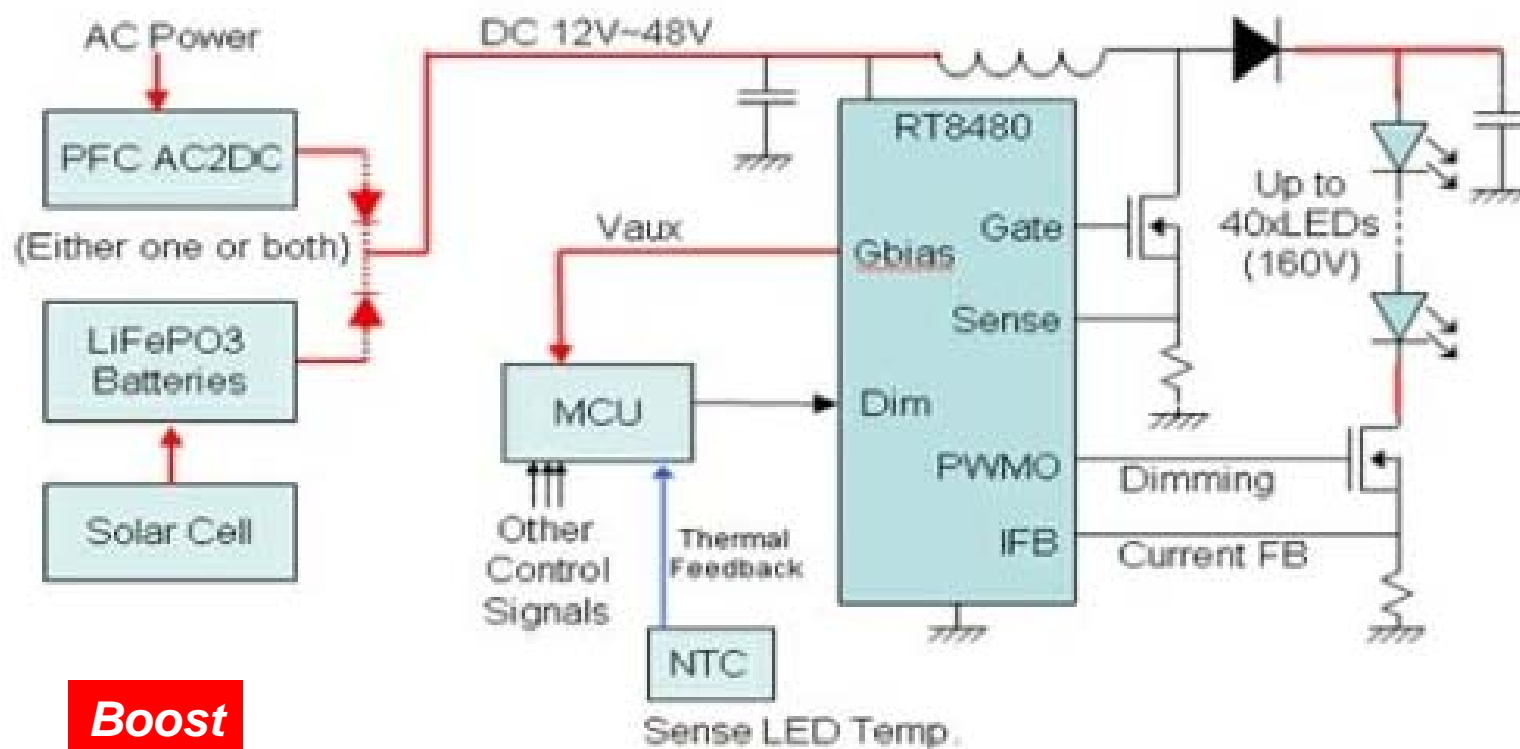 AC Power
DC 12V~48V
PFC AC2DC
RT8480
(Either one or both)
Vaux
Gbias
Gate
Up to
40xLEDs
(160V)
LiFePO3
Batteries
Sense
MCU
Dim
Solar Cell
PWMO
Dimming
Other
Control
Signals
Thermal
Feedback
IFB
Current FB
NTC
Sense LED Temp.
Boost